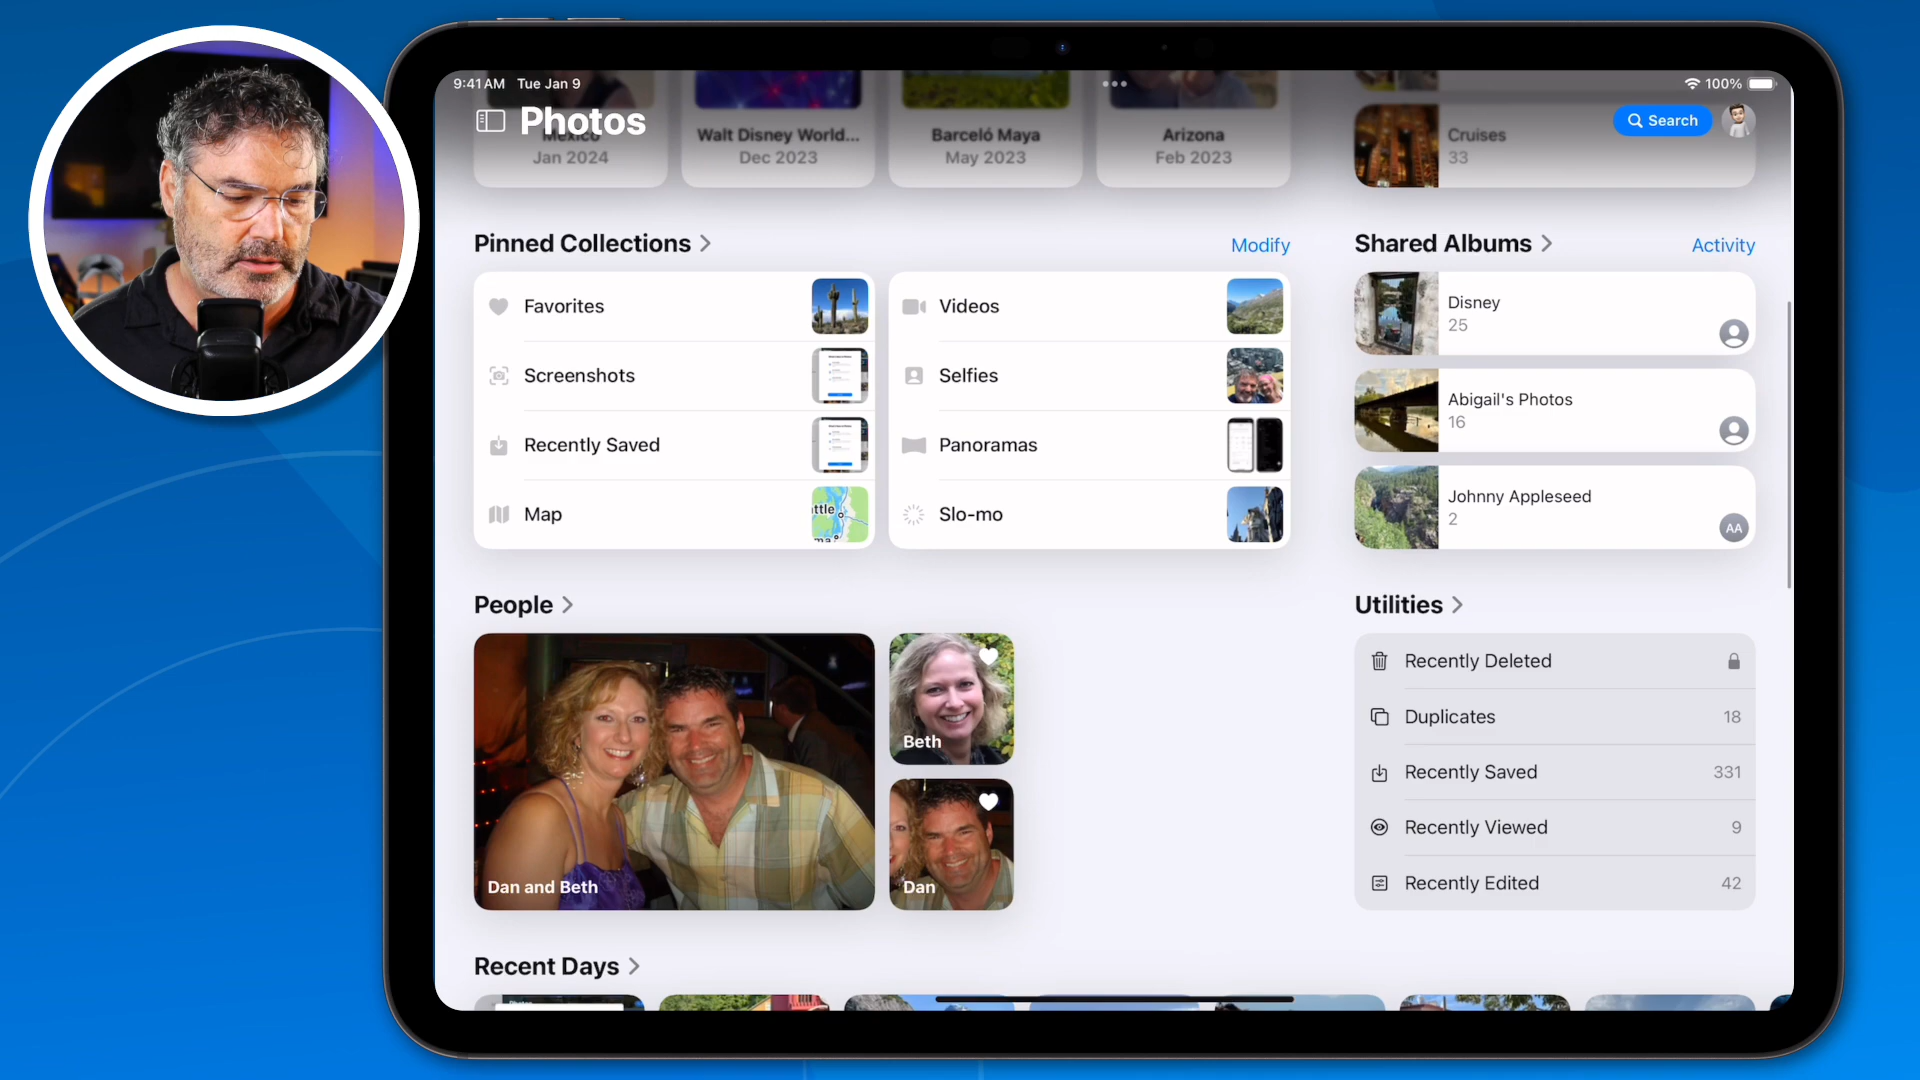 9:41 AM Tue Jan 9
100%
Photos
Search
Mexico
Jan 2024
Walt Disney World...
Dec 2023
Barceló Maya
May 2023
Arizona
Feb 2023
Cruises
33
Pinned Collections
Modify
Favorites
Screenshots
Recently Saved
Map
Videos
Selfies
Panoramas
Slo-mo
Shared Albums
Activity
Disney
25
Abigail's Photos
16
Johnny Appleseed
2
AA
People
Dan and Beth
Beth
Dan
Utilities
Recently Deleted
Duplicates 18
Recently Saved 331
Recently Viewed 9
Recently Edited 42
Recent Days